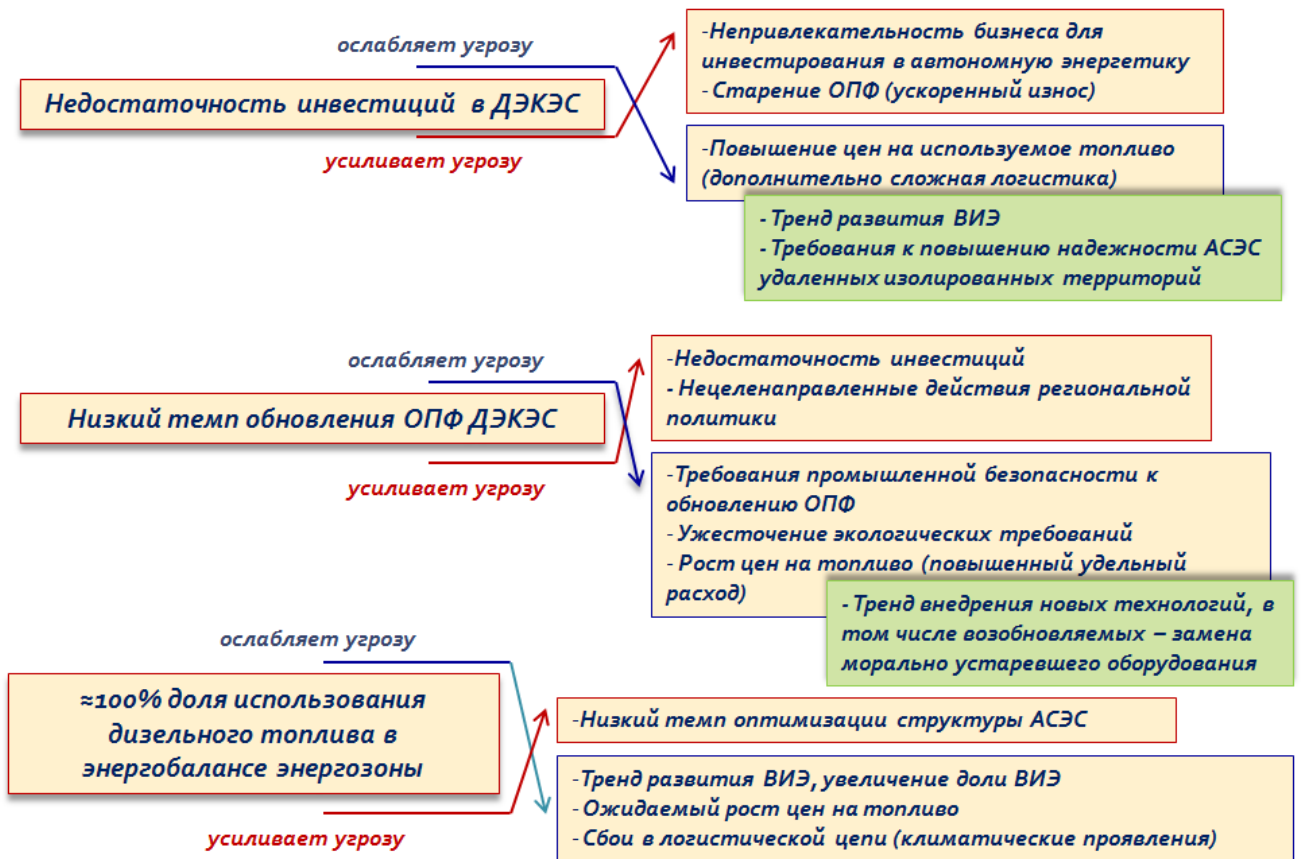 ослабляет угрозу
Недостаточность инвестиций в ДЭКЭС
усиливает угрозу
-Непривлекательность бизнеса для
инвестирования в автономную энергетику
- Старение ОПФ (ускоренный износ)
-Повышение цен на используемое топливо
(дополнительно сложная логистика)
- Тренд развития ВИЭ
- Требования к повышению надежности АСЭС
удаленных изолированных территорий
ослабляет угрозу
Низкий темп обновления ОПФ ДЭКЭС
усиливает угрозу
-Недостаточность инвестиций
- Нецеленаправленные действия региональной
политики
-Требования промышленной безопасности к
обновлению ОПФ
- Ужесточение экологических требований
- Рост цен на топливо (повышенный удельный
расход)
- Тренд внедрения новых технологий, в
том числе возобновляемых – замена
морально устаревшего оборудования
ослабляет угрозу
≈100% доля использования
дизельного топлива в
энергобалансе энергозоны
усиливает угрозу
-Низкий темп оптимизации структуры АСЭС
-Тренд развития ВИЭ, увеличение доли ВИЭ
-Ожидаемый рост цен на топливо
-Сбои в логистической цепи (климатические проявления)